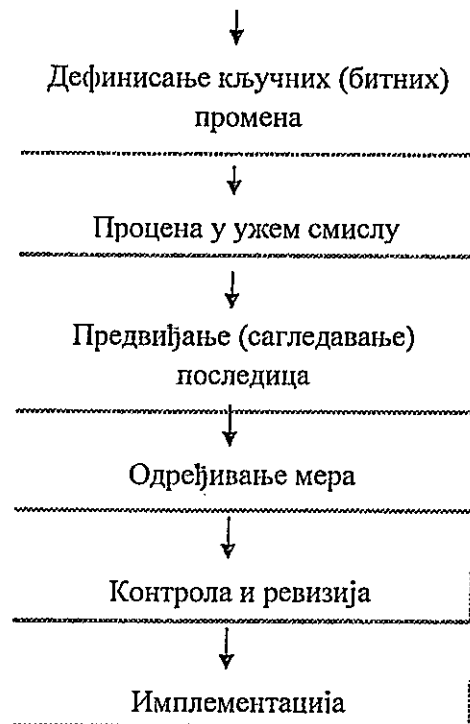 Дефинисање кључних (битних)
промена
Процена у ужем смислу
Предвиђање (сагледавање)
последица
Одређивање мера
Контрола и ревизија
Имплементација